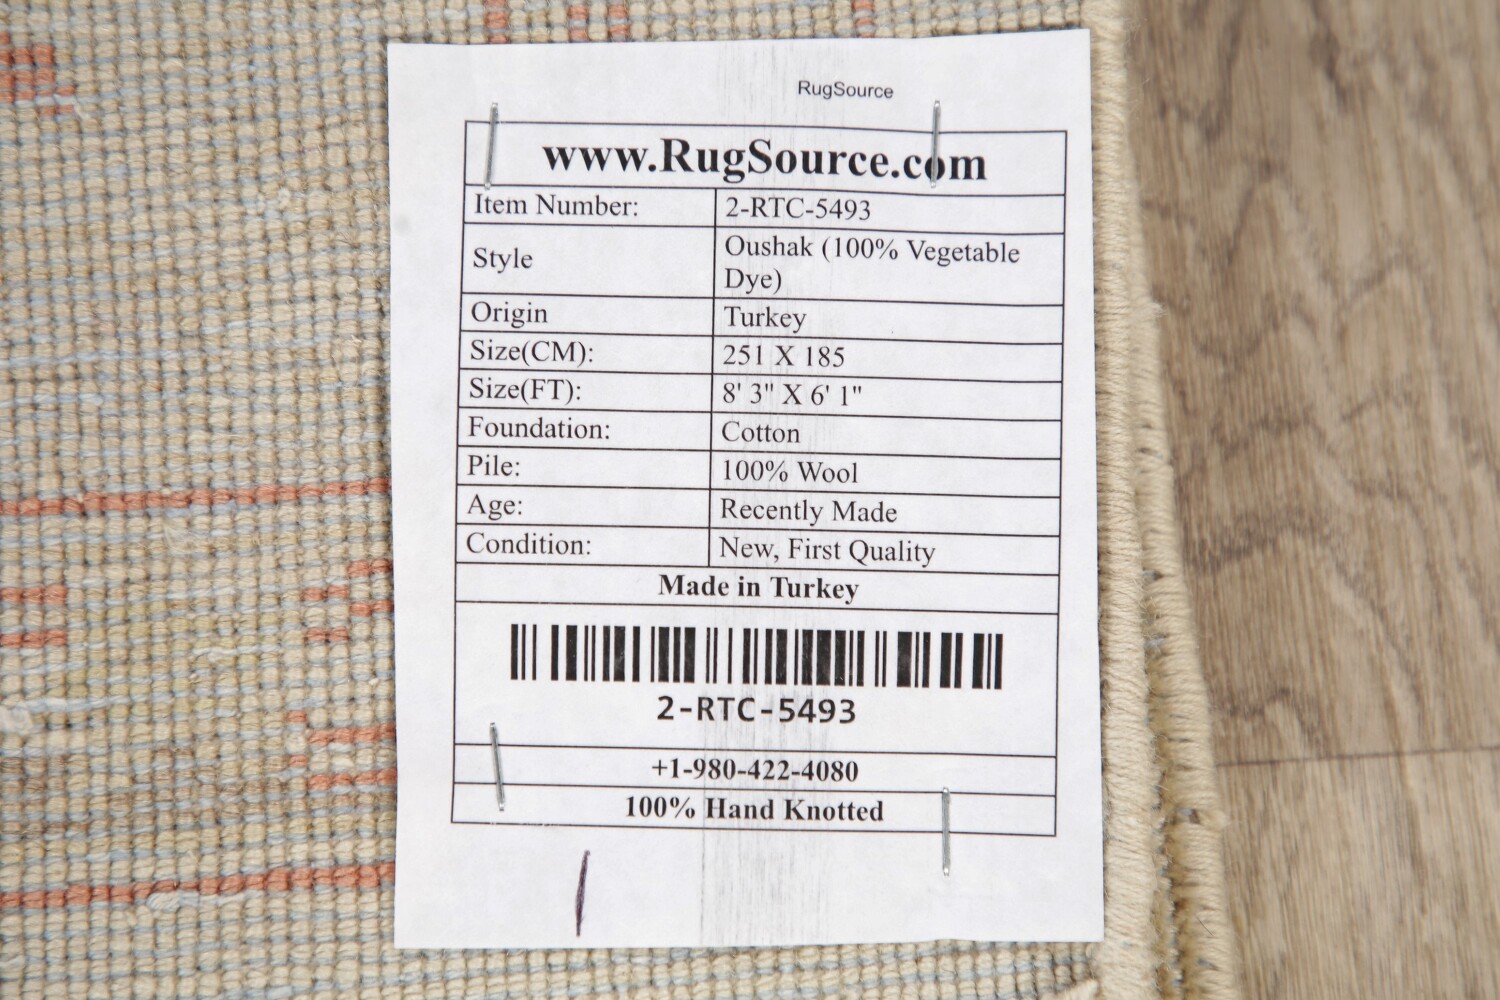 RugSource
www.RugSource.com
Item Number: 2-RTC-5493
Style Oushak (100% Vegetable
Dye)
Origin Turkey
Size(CM): 251 X 185
Size(FT): 8' 3" X 6' 1"
Foundation: Cotton
Pile: 100% Wool
Age: Recently Made
Condition: New, First Quality
Made in Turkey
2-RTC-5493
+1-980-422-4080
100% Hand Knotted